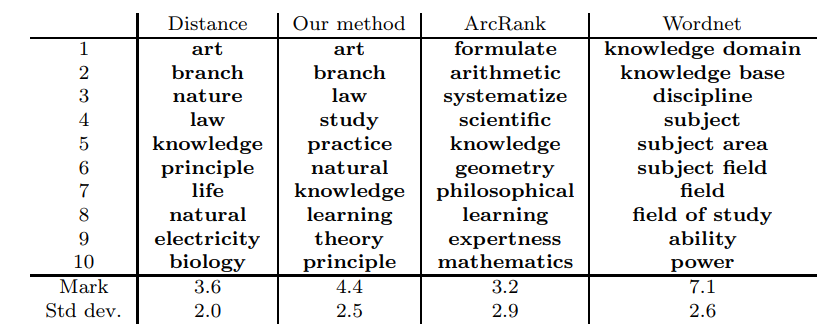 Distance Our method ArcRank Wordnet
1 art art formulate knowledge domain
2 branch branch arithmetic knowledge base
3 nature law systematize discipline
4 law study scientific subject
5 knowledge practice knowledge subject area
6 principle natural geometry subject field
7 life knowledge philosophical field
8 natural learning learning field of study
9 electricity theory expertness ability
10 biology principle mathematics power
Mark 3.6 4.4 3.2 7.1
Std dev. 2.0 2.5 2.9 2.6